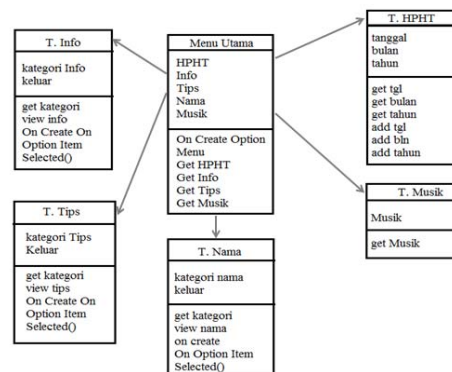 T. Info
kategori Info
keluar
get kategori
view info
On Create On
Option Item
Selected()
Menu Utama
HPHT
Info
Tips
Nama
Musik
On Create Option
Menu
Get HPHT
Get Info
Get Tips
Get Musik
T. HPHT
tanggal
bulan
tahun
get tgl
get bulan
get tahun
add tgl
add bln
add tahun
T. Musik
Musik
get Musik
T. Tips
kategori Tips
Keluar
get kategori
view tips
On Create On
Option Item
Selected()
T. Nama
kategori nama
keluar
get kategori
view nama
on create
On Option Item
Selected()